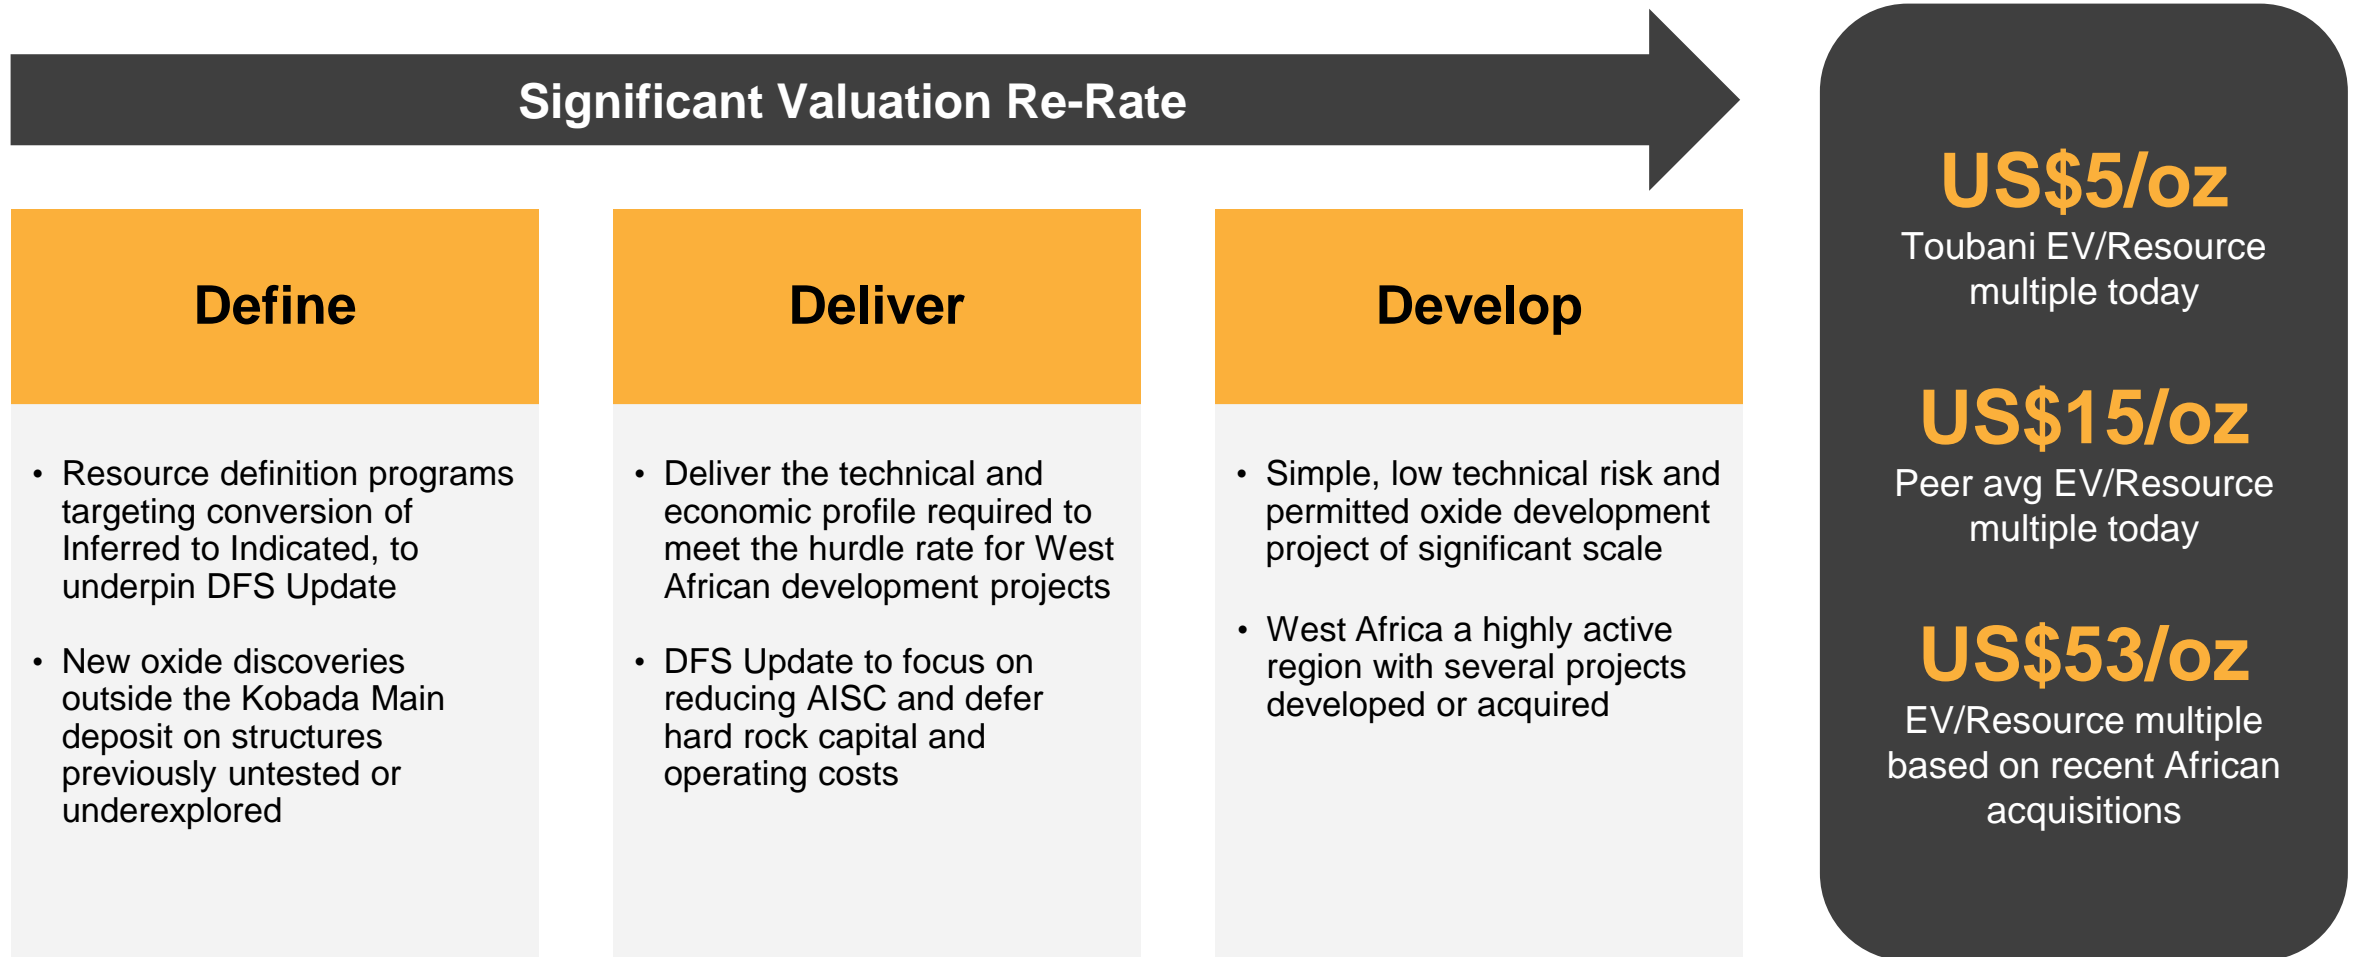 Significant Valuation Re-Rate
Define
• Resource definition programs
targeting conversion of
Inferred to Indicated, to
underpin DFS Update
• New oxide discoveries
outside the Kobada Main
deposit on structures
previously untested or
underexplored
Deliver
• Deliver the technical and
economic profile required to
meet the hurdle rate for West
African development projects
• DFS Update to focus on
reducing AISC and defer
hard rock capital and
operating costs
Develop
• Simple, low technical risk and
permitted oxide development
project of significant scale
• West Africa a highly active
region with several projects
developed or acquired
US$5/oz
Toubani EV/Resource
multiple today
US$15/oz
Peer avg EV/Resource
multiple today
US$53/oz
EV/Resource multiple
based on recent African
acquisitions